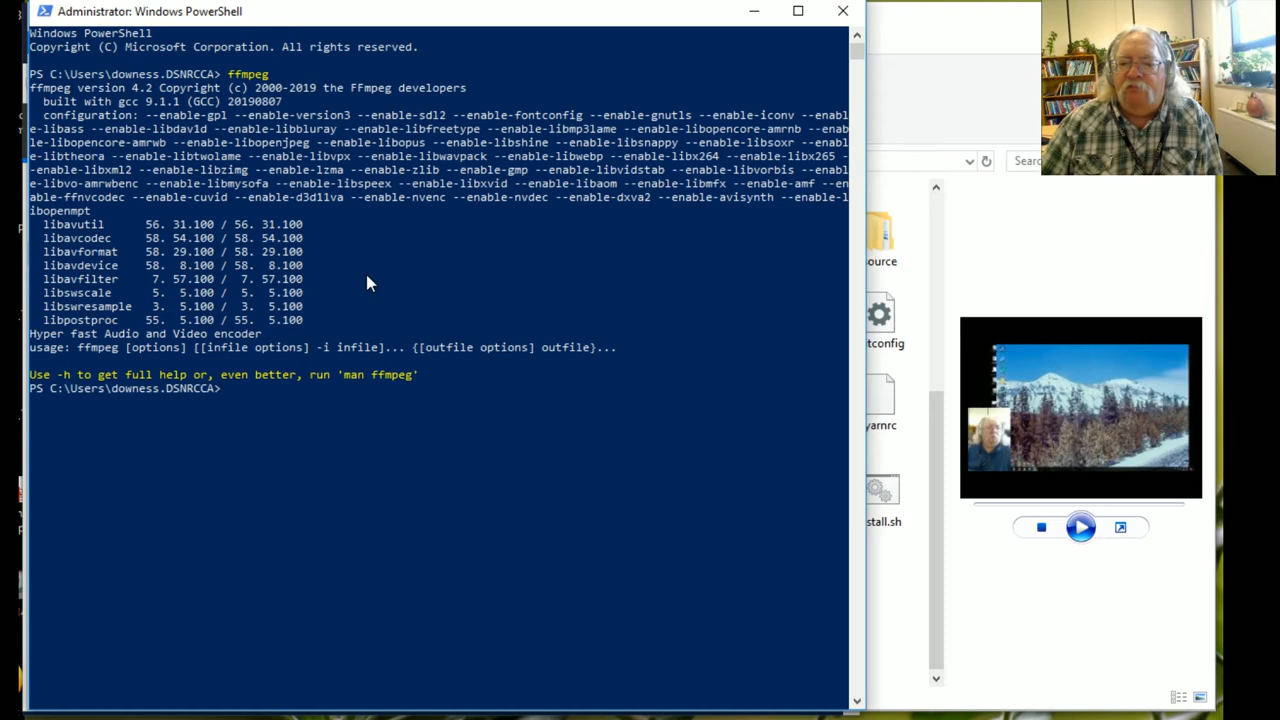 Administrator: Windows PowerShell
Windows PowerShell
Copyright (C) Microsoft Corporation. All rights reserved.
PS C:\Users\downess.DSNRCCA> ffmpeg
ffmpeg version 4.2 Copyright (c) 2000-2019 the FFmpeg developers
built with gcc 9.1.1 (GCC) 20190807
configuration: --enable-gpl --enable-version3 --enable-sdl2 --enable-fontconfig --enable-gnutls --enable-iconv --enabl
e-libass --enable-libdav1d --enable-libbluray --enable-libfreetype --enable-libmp3lame --enable-libopencore-amrnb --enab
le-libopencore-amrwb --enable-libopenjpeg --enable-libopus --enable-libshine --enable-libsnappy --enable-libsoxr --enabl
e-libtheora --enable-libtwolame --enable-libvpx --enable-libwavpack --enable-libwebp --enable-libx264 --enable-libx265 -
-enable-libxml2 --enable-libzimg --enable-lzma --enable-zlib --enable-gmp --enable-libvidstab --enable-libvorbis --enabl
e-libvo-amrwbenc --enable-libmysofa --enable-libspeex --enable-libxvid --enable-libaom --enable-libmfx --enable-amf --en
able-ffnvcodec --enable-cuvid --enable-d3d11va --enable-nvenc --enable-nvdec --enable-dxva2 --enable-avisynth --enable-l
ibopenmpt
libavutil 56. 31.100 / 56. 31.100
libavcodec 58. 54.100 / 58. 54.100
libavformat 58. 29.100 / 58. 29.100
libavdevice 58. 8.100 / 58. 8.100
libavfilter 7. 57.100 / 7. 57.100
libswscale 5. 5.100 / 5. 5.100
libswresample 3. 5.100 / 3. 5.100
libpostproc 55. 5.100 / 55. 5.100
Hyper fast Audio and Video encoder
usage: ffmpeg [options] [[infile options] -i infile]... {[outfile options] outfile}...
Use -h to get full help or, even better, run 'man ffmpeg'
PS C:\Users\downess.DSNRCCA>
Searc
ource
tconfig
yarnrc
stall.sh